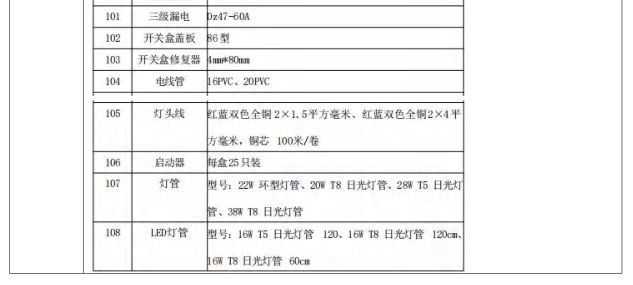 101 三级漏电 Dz47-60A
102 开关盒盖板 86型
103 开关盒修复器 4mm*80mm
104 电线管 16PVC、20PVC
105 灯头线 红蓝双色全铜2×1.5平方毫米、红蓝双色全铜2×4平
方毫米，铜芯 100米/卷
106 启动器 每盒25只装
107 灯管 型号：22W 环型灯管、20W T8 日光灯管、28W T5 日光灯
管、38W T8 日光灯管
108 LED灯管 型号：16W T5 日光灯管 120、16W T8 日光灯管 120cm、
16W T8 日光灯管 60cm